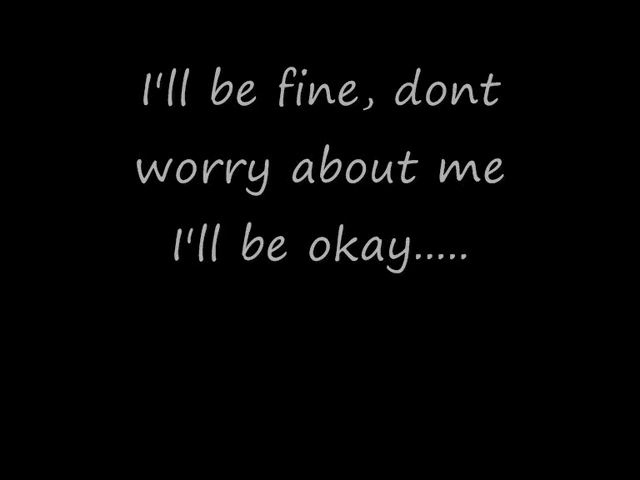 I'll be fine, dont
worry about me
I'll be okay.....